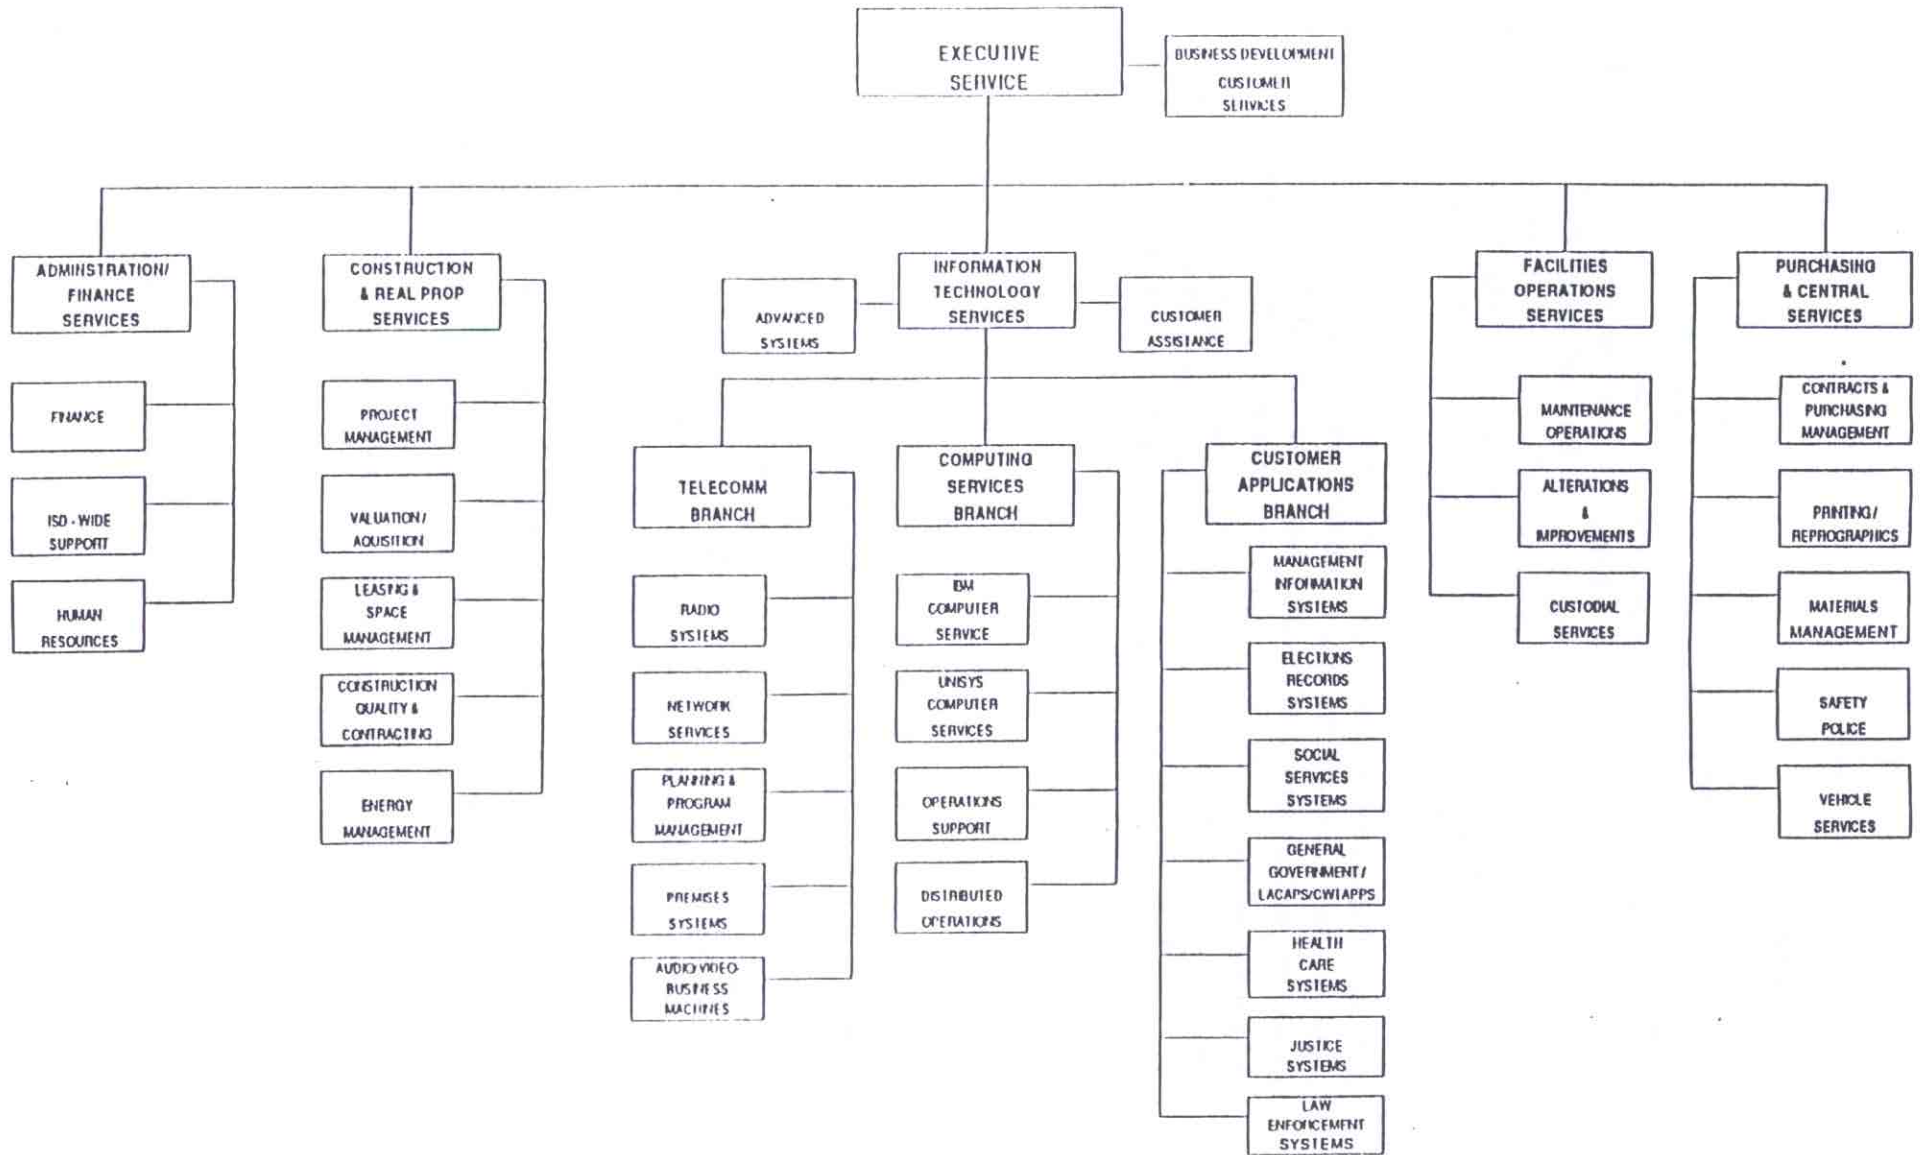 EXECUTIVE
SERVICE
BUSINESS DEVELOPMENT
CUSTOMER
SERVICES
ADMINSTRATION/
FINANCE
SERVICES
FINANCE
ISD - WIDE
SUPPORT
HUMAN
RESOURCES
CONSTRUCTION
& REAL PROP
SERVICES
PROJECT
MANAGEMENT
VALUATION/
AQUISITION
LEASING &
SPACE
MANAGEMENT
CONSTRUCTION
QUALITY &
CONTRACTING
ENERGY
MANAGEMENT
INFORMATION
TECHNOLOGY
SERVICES
ADVANCED
SYSTEMS
CUSTOMER
ASSISTANCE
TELECOMM
BRANCH
RADIO
SYSTEMS
NETWORK
SERVICES
PLANNING &
PROGRAM
MANAGEMENT
PREMISES
SYSTEMS
AUDIO/VIDEO-
BUSINESS
MACHINES
COMPUTING
SERVICES
BRANCH
IBM
COMPUTER
SERVICE
UNISYS
COMPUTER
SERVICES
OPERATIONS
SUPPORT
DISTRIBUTED
OPERATIONS
CUSTOMER
APPLICATIONS
BRANCH
MANAGEMENT
INFORMATION
SYSTEMS
ELECTIONS
RECORDS
SYSTEMS
SOCIAL
SERVICES
SYSTEMS
GENERAL
GOVERNMENT/
LACAPS/CWTAPPS
HEALTH
CARE
SYSTEMS
JUSTICE
SYSTEMS
LAW
ENFORCEMENT
SYSTEMS
FACILITIES
OPERATIONS
SERVICES
MAINTENANCE
OPERATIONS
ALTERATIONS
&
IMPROVEMENTS
CUSTODIAL
SERVICES
PURCHASING
& CENTRAL
SERVICES
CONTRACTS &
PURCHASING
MANAGEMENT
PRINTING/
REPROGRAPHICS
MATERIALS
MANAGEMENT
SAFETY
POLICE
VEHICLE
SERVICES